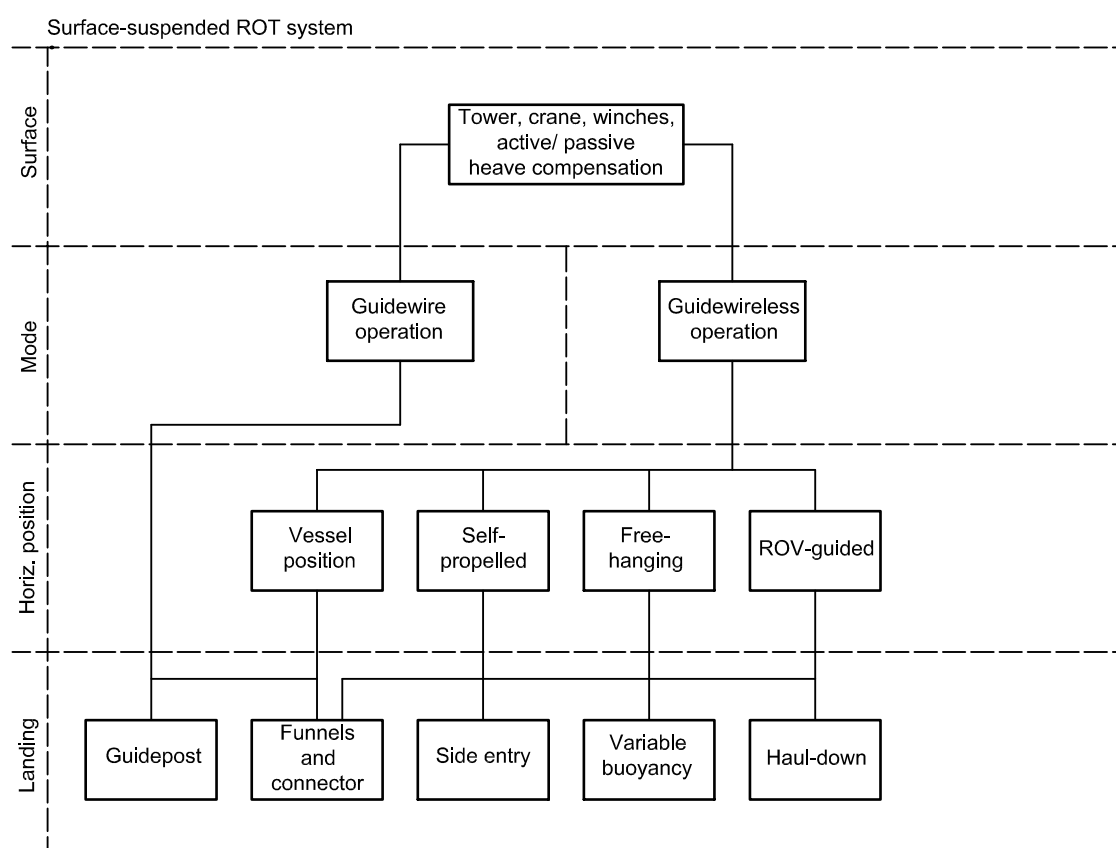 Surface-suspended ROT system
Surface
Tower, crane, winches,
active/ passive
heave compensation
Mode
Guidewire
operation
Guidewireless
operation
Horiz. position
Vessel
position
Self-
propelled
Free-
hanging
ROV-guided
Landing
Guidepost
Funnels
and
connector
Side entry
Variable
buoyancy
Haul-down